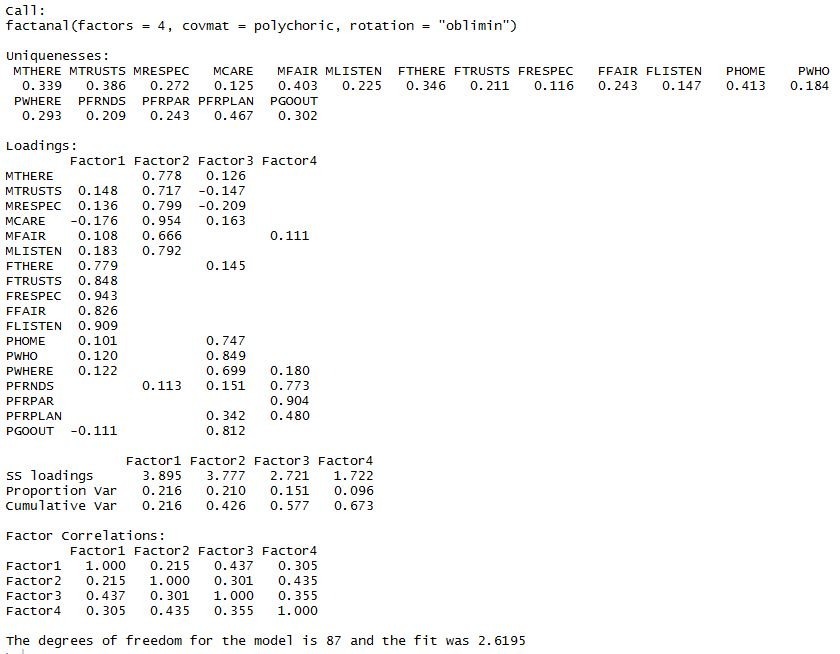 Call:
factanal(factors = 4, covmat = polychoric, rotation = "oblimin")

Uniquenesses:
 MTHERE MTRUSTS MRESPEC   MCARE   MFAIR MLISTEN  FTHERE FTRUSTS FRESPEC   FFAIR FLISTEN   PHOME    PWHO
  0.339   0.386   0.272   0.125   0.403   0.225   0.346   0.211   0.116   0.243   0.147   0.413   0.184
 PWHERE  PFRNDS  PFRPAR PFRPLAN  PGOOUT
  0.293   0.209   0.243   0.467   0.302

Loadings:
        Factor1 Factor2 Factor3 Factor4
MTHERE           0.778   0.126
MTRUSTS  0.148   0.717  -0.147
MRESPEC  0.136   0.799  -0.209
MCARE   -0.176   0.954   0.163
MFAIR    0.108   0.666           0.111
MLISTEN  0.183   0.792
FTHERE   0.779           0.145
FTRUSTS  0.848
FRESPEC  0.943
FFAIR    0.826
FLISTEN  0.909
PHOME    0.101           0.747
PWHO     0.120           0.849
PWHERE   0.122           0.699   0.180
PFRNDS           0.113   0.151   0.773
PFRPAR                           0.904
PFRPLAN                  0.342   0.480
PGOOUT  -0.111           0.812

               Factor1 Factor2 Factor3 Factor4
SS loadings      3.895   3.777   2.721   1.722
Proportion Var   0.216   0.210   0.151   0.096
Cumulative Var   0.216   0.426   0.577   0.673

Factor Correlations:
        Factor1 Factor2 Factor3 Factor4
Factor1   1.000   0.215   0.437   0.305
Factor2   0.215   1.000   0.301   0.435
Factor3   0.437   0.301   1.000   0.355
Factor4   0.305   0.435   0.355   1.000

The degrees of freedom for the model is 87 and the fit was 2.6195